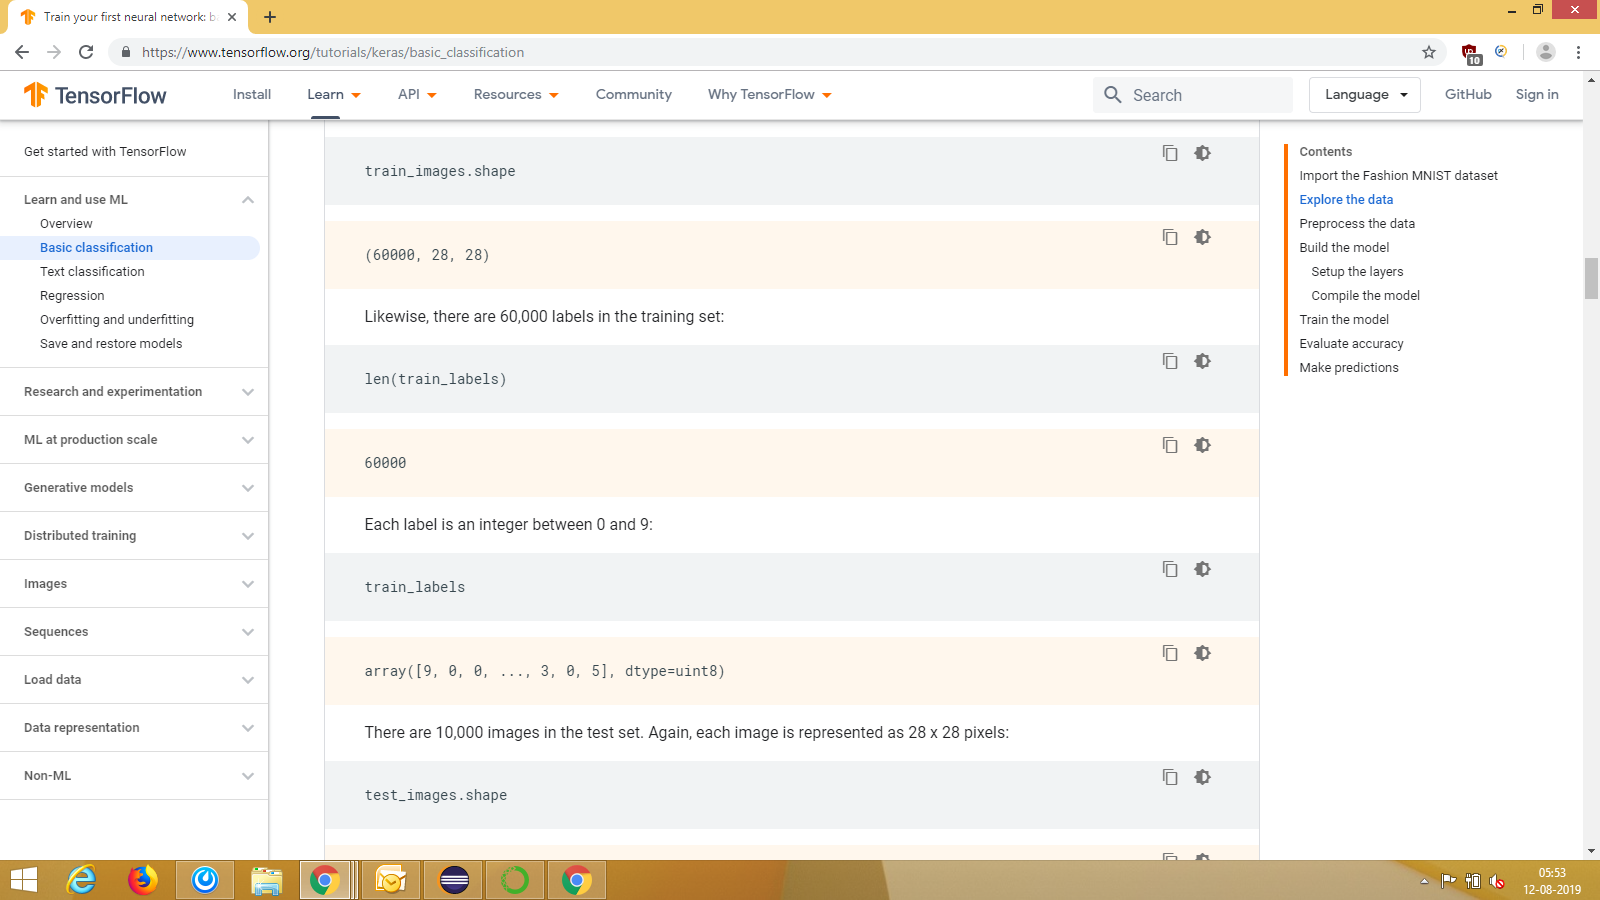 Train your first neural network: b
https://www.tensorflow.org/tutorials/keras/basic_classification
10
TensorFlow
Install
Learn
API
Resources
Community
Why TensorFlow
Search
Language
GitHub
Sign in
Get started with TensorFlow
Learn and use ML
Overview
Basic classification
Text classification
Regression
Overfitting and underfitting
Save and restore models
Research and experimentation
ML at production scale
Generative models
Distributed training
Images
Sequences
Load data
Data representation
Non-ML
train_images.shape
(60000, 28, 28)
Likewise, there are 60,000 labels in the training set:
len(train_labels)
60000
Each label is an integer between 0 and 9:
train_labels
array([9, 0, 0, ..., 3, 0, 5], dtype=uint8)
There are 10,000 images in the test set. Again, each image is represented as 28 x 28 pixels:
test_images.shape
Contents
Import the Fashion MNIST dataset
Explore the data
Preprocess the data
Build the model
Setup the layers
Compile the model
Train the model
Evaluate accuracy
Make predictions
05:53
12-08-2019